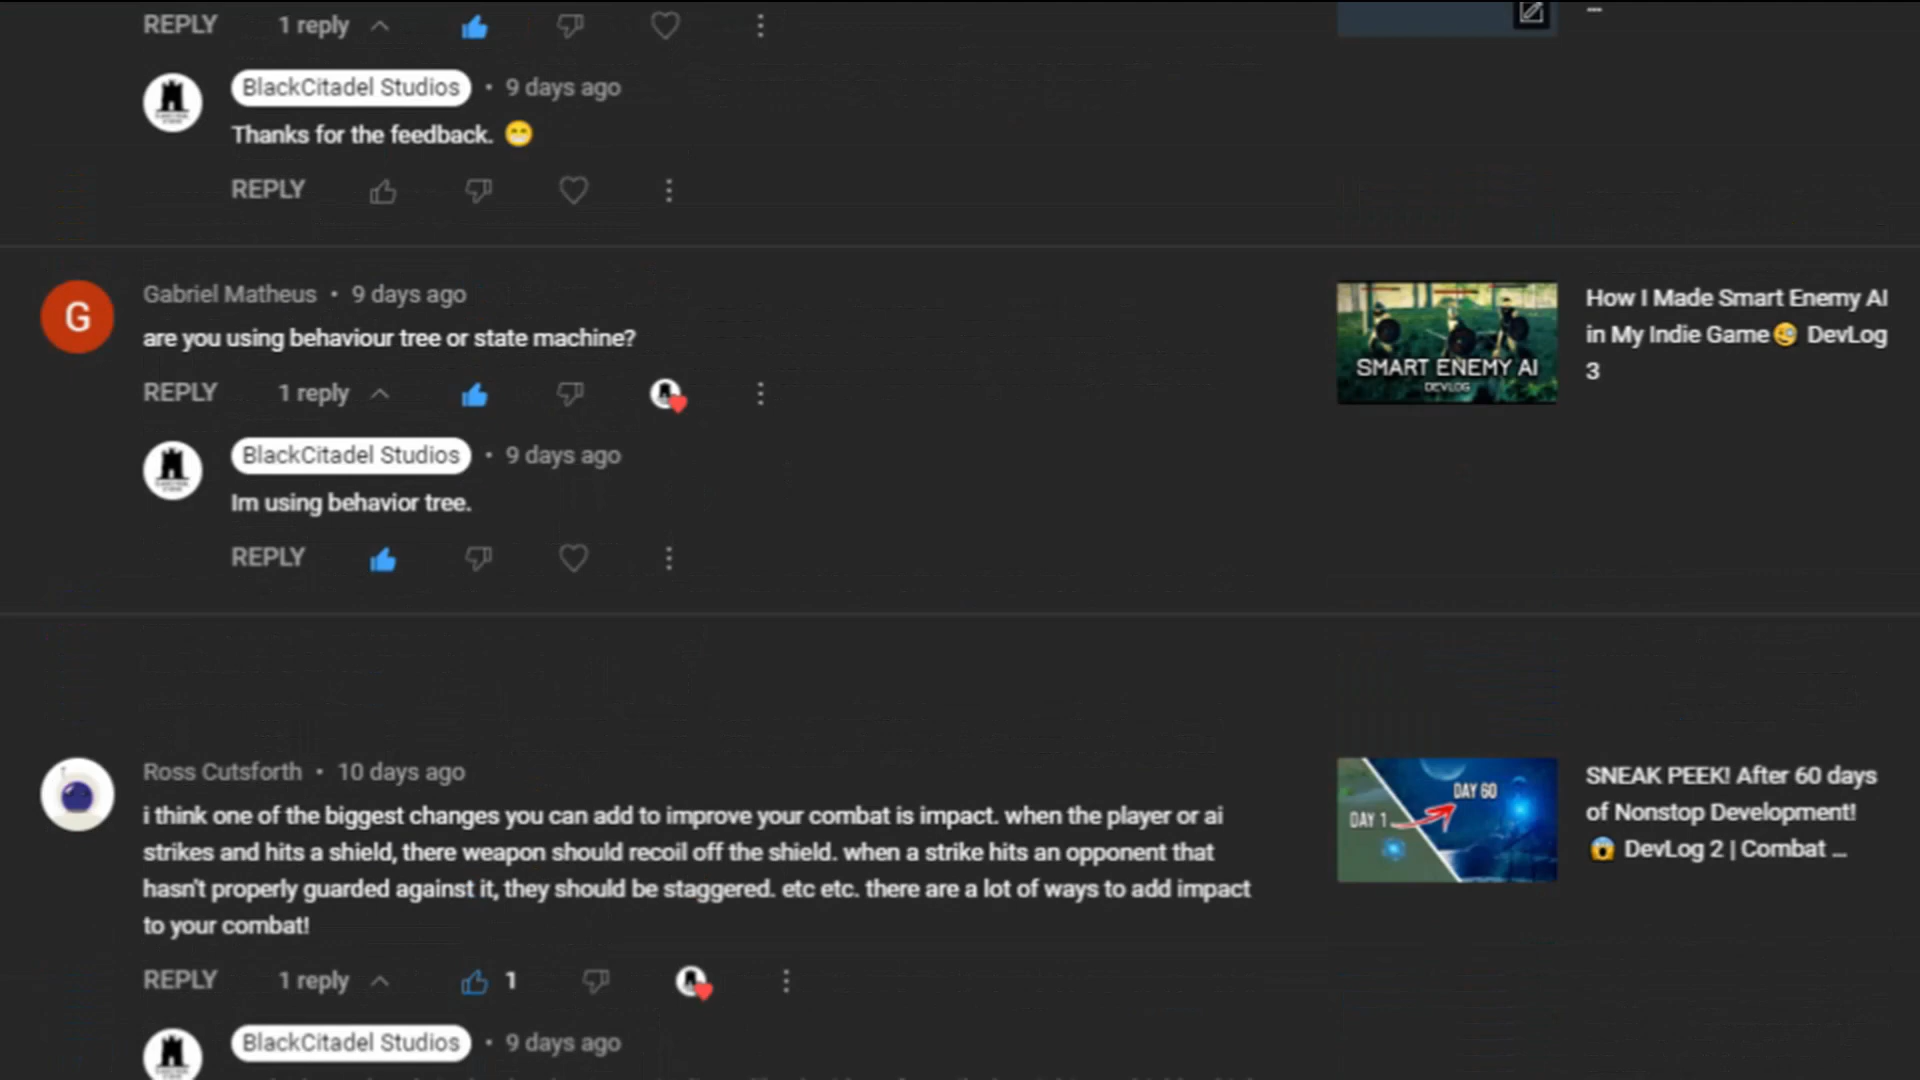 REPLY 1 reply
BlackCitadel Studios • 9 days ago
Thanks for the feedback. 😁
REPLY
G
Gabriel Matheus • 9 days ago
are you using behaviour tree or state machine?
REPLY 1 reply
BlackCitadel Studios • 9 days ago
Im using behavior tree.
REPLY
SMART ENEMY AI
DEVLOG
How I Made Smart Enemy AI
in My Indie Game🧐 DevLog
3
Ross Cutsforth • 10 days ago
i think one of the biggest changes you can add to improve your combat is impact. when the player or ai
strikes and hits a shield, there weapon should recoil off the shield. when a strike hits an opponent that
hasn't properly guarded against it, they should be staggered. etc etc. there are a lot of ways to add impact
to your combat!
REPLY 1 reply 1
DAY 1
DAY 60
SNEAK PEEK! After 60 days
of Nonstop Development!
😱 DevLog 2 | Combat ...
BlackCitadel Studios • 9 days ago